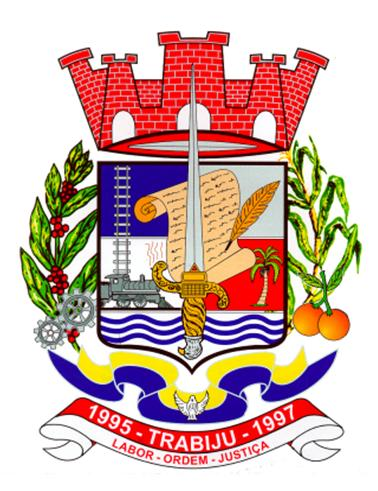 1995 - TRABIJU - 1997
LABOR - ORDEM - JUSTIÇA